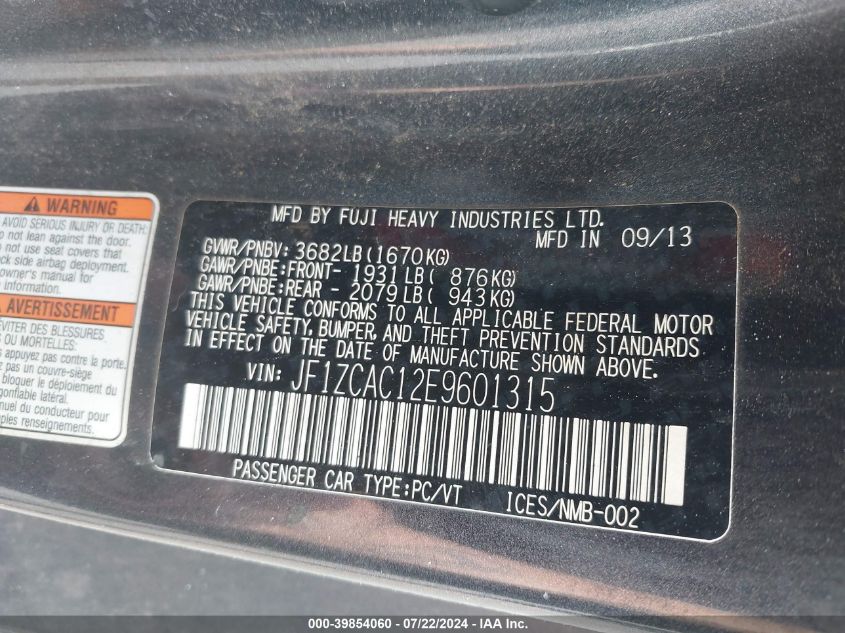 WARNING
AVOID SERIOUS INJURY OR DEATH:
not lean against the door.
not use seat covers that
side airbag deployment.
owner's manual for
information.
AVERTISSEMENT
ÉVITER DES BLESSURES
OU MORTELLES:
appuyez pas contre la porte.
pas un couvre-siège
bloquer le déploiement du
gonflable latéral.
du conducteur pour
renseignements.
MFD BY FUJI HEAVY INDUSTRIES LTD.
MFD IN 09/13
GVWR/PNBV: 3682LB(1670KG)
GAWR/PNBE:FRONT- 1931LB( 876KG)
GAWR/PNBE:REAR - 2079LB( 943KG)
THIS VEHICLE CONFORMS TO ALL APPLICABLE FEDERAL MOTOR
VEHICLE SAFETY, BUMPER, AND THEFT PREVENTION STANDARDS
IN EFFECT ON THE DATE OF MANUFACTURE SHOWN ABOVE.
VIN: JF1ZCAC12E9601315
PASSENGER CAR TYPE:PC/VT
ICES/NMB-002
000-39854060 - 07/22/2024 - IAA Inc.